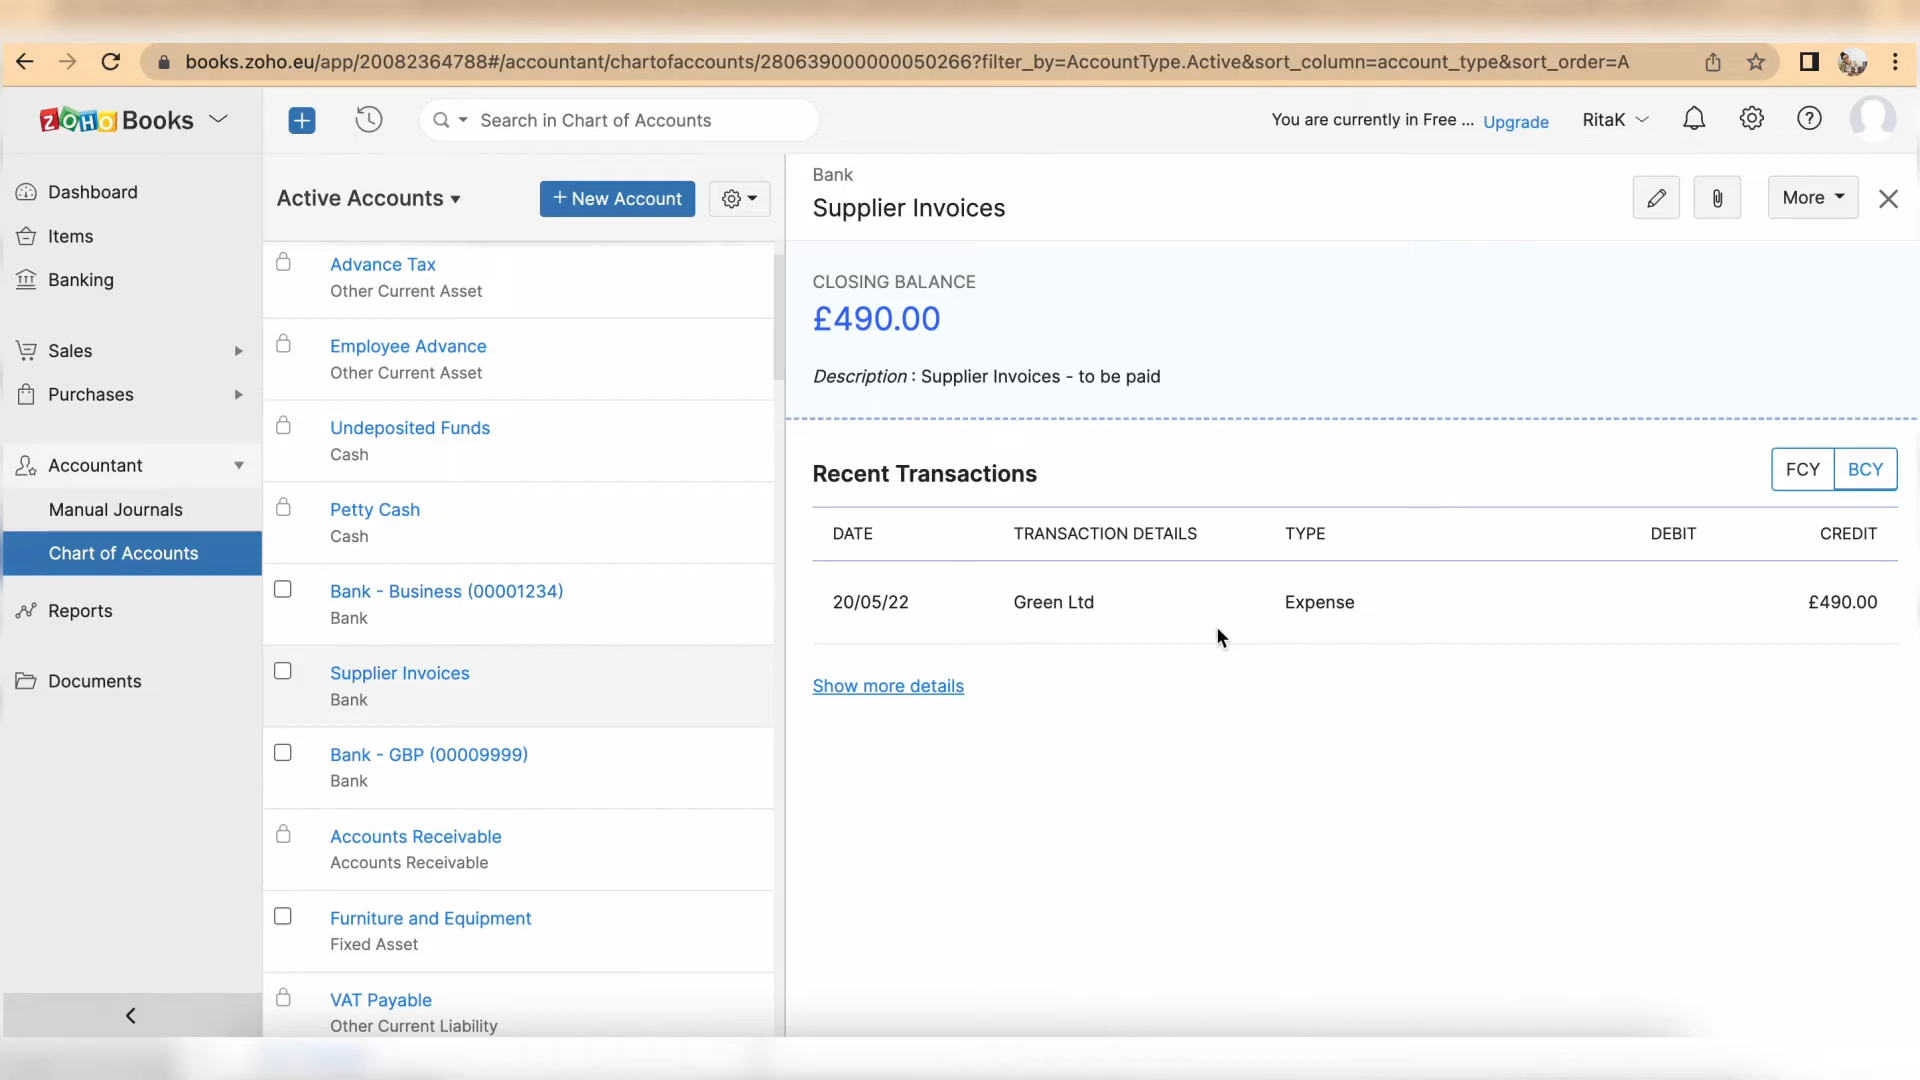 books.zoho.eu/app/20082364788#/accountant/chartofaccounts/280639000000050266?filter_by=AccountType.Active&sort_column=account_type&sort_order=A
ZOHO Books
Search in Chart of Accounts
You are currently in Free ... Upgrade
RitaK
Dashboard
Items
Banking
Sales
Purchases
Accountant
Manual Journals
Chart of Accounts
Reports
Documents
Active Accounts
+ New Account
Advance Tax
Other Current Asset
Employee Advance
Other Current Asset
Undeposited Funds
Cash
Petty Cash
Cash
Bank - Business (00001234)
Bank
Supplier Invoices
Bank
Bank - GBP (00009999)
Bank
Accounts Receivable
Accounts Receivable
Furniture and Equipment
Fixed Asset
VAT Payable
Other Current Liability
Bank
Supplier Invoices
More
CLOSING BALANCE
£490.00
Description : Supplier Invoices - to be paid
Recent Transactions
FCY BCY
DATE TRANSACTION DETAILS TYPE DEBIT CREDIT
20/05/22 Green Ltd Expense £490.00
Show more details